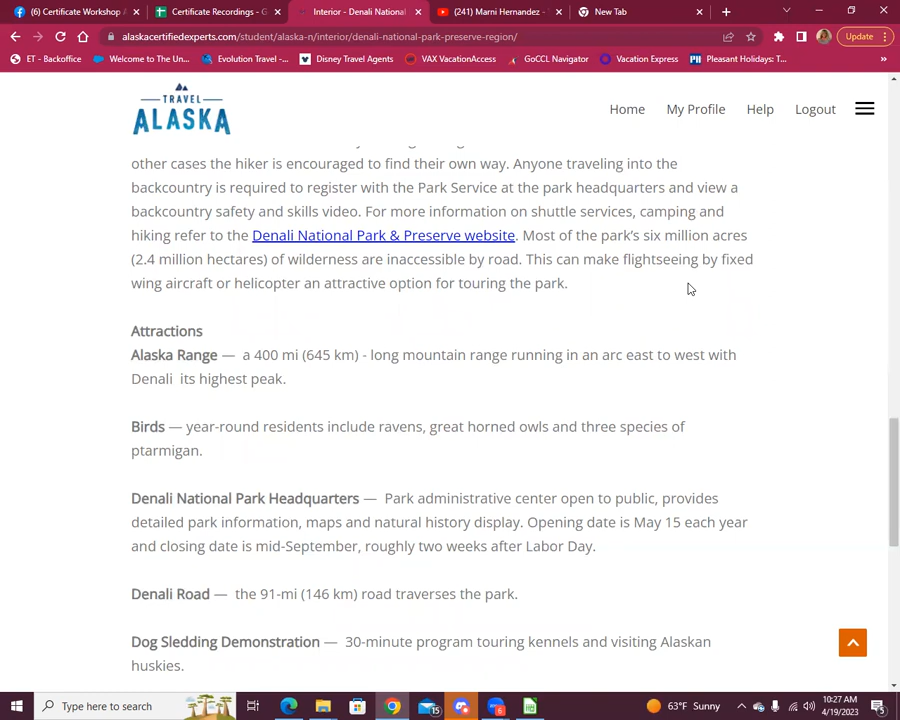 (6) Certificate Workshop A
Certificate Recordings - G
Interior - Denali National
(241) Marni Hernandez -
New Tab
alaskacertifiedexperts.com/student/alaska-n/interior/denali-national-park-preserve-region/
Update
ET - Backoffice
Welcome to The Un...
Evolution Travel -...
Disney Travel Agents
VAX VacationAccess
GoCCL Navigator
Vacation Express
Pleasant Holidays: T...
TRAVEL
ALASKA
Home
My Profile
Help
Logout
other cases the hiker is encouraged to find their own way. Anyone traveling into the
backcountry is required to register with the Park Service at the park headquarters and view a
backcountry safety and skills video. For more information on shuttle services, camping and
hiking refer to the Denali National Park & Preserve website. Most of the park's six million acres
(2.4 million hectares) of wilderness are inaccessible by road. This can make flightseeing by fixed
wing aircraft or helicopter an attractive option for touring the park.
Attractions
Alaska Range — a 400 mi (645 km) - long mountain range running in an arc east to west with
Denali its highest peak.
Birds — year-round residents include ravens, great horned owls and three species of
ptarmigan.
Denali National Park Headquarters — Park administrative center open to public, provides
detailed park information, maps and natural history display. Opening date is May 15 each year
and closing date is mid-September, roughly two weeks after Labor Day.
Denali Road — the 91-mi (146 km) road traverses the park.
Dog Sledding Demonstration — 30-minute program touring kennels and visiting Alaskan
huskies.
Type here to search
15
6
63°F Sunny
10:27 AM
4/19/2023
5